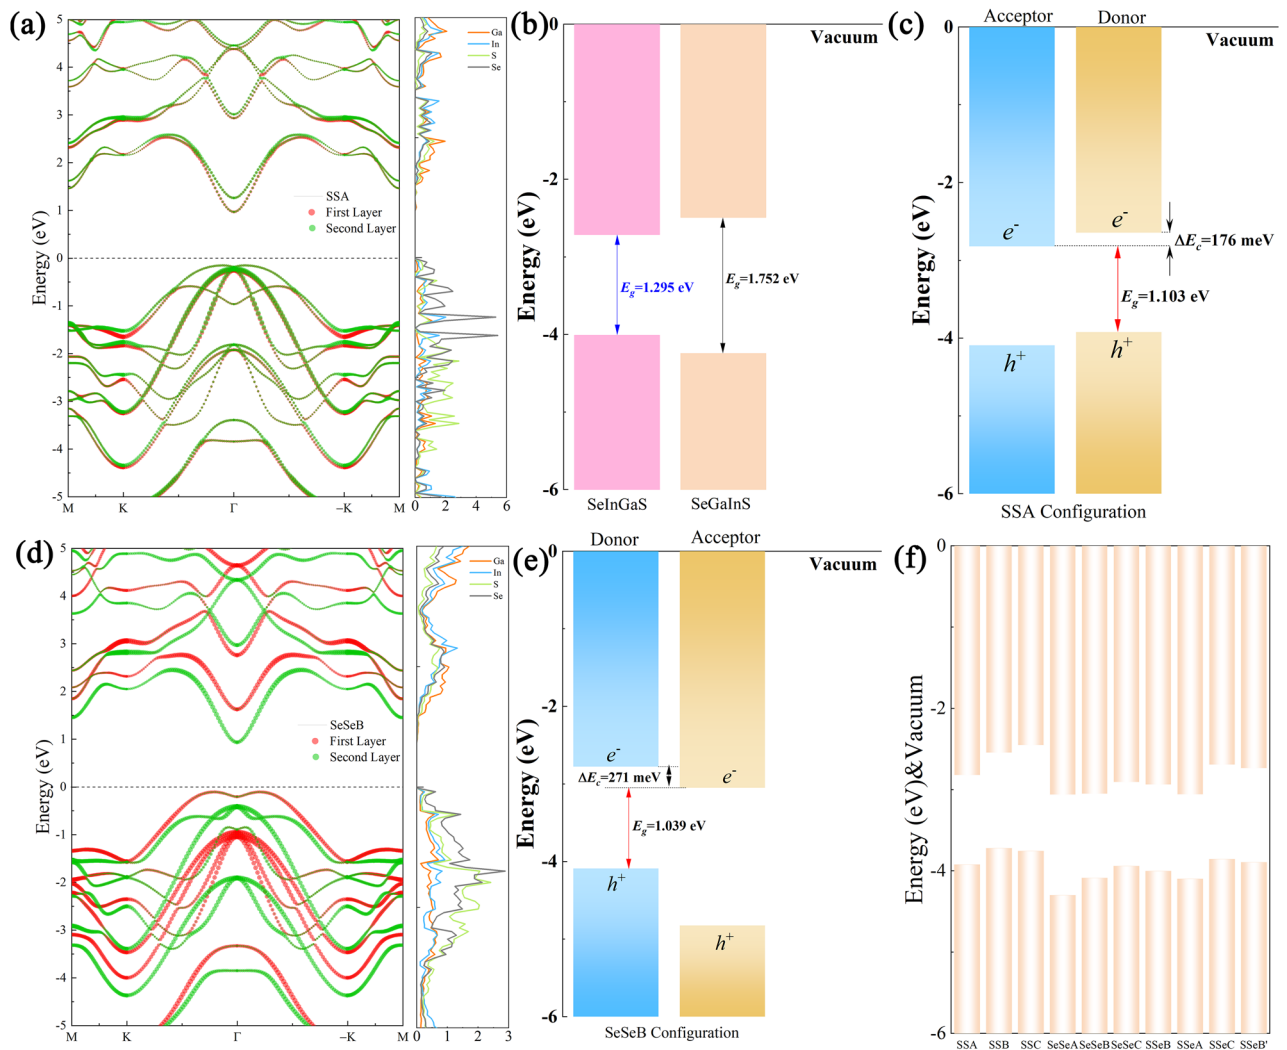 (a)
5
4
3
2
1
0
-1
-2
-3
-4
5
Energy (eV)
SSA
First Layer
Second Layer
M K Γ –K M
Ga
In
S
Se
0 2 4 6
(b)
0
-2
-4
-6
Energy (eV)
Vacuum
Eg=1.295 eV
Eg=1.752 eV
SeInGaS SeGaInS
(c)
Acceptor Donor
0
-2
-4
-6
Energy (eV)
Vacuum
e-
e-
ΔEc=176 meV
Eg=1.103 eV
h+
h+
SSA Configuration
(d)
5
4
3
2
1
0
-1
-2
-3
-4
-5
Energy (eV)
SeSeB
First Layer
Second Layer
M K Γ –K M
Ga
In
S
Se
0 1 2 3
(e)
Donor Acceptor
0
-2
-4
-6
Energy (eV)
Vacuum
e-
e-
ΔEc=271 meV
Eg=1.039 eV
h+
h+
SeSeB Configuration
(f)
0
-2
-4
-6
Energy (eV)&Vacuum
SSA SSB SSC SeSeA SeSeB SeSeC SSeB SSeA SSeC SSeB'